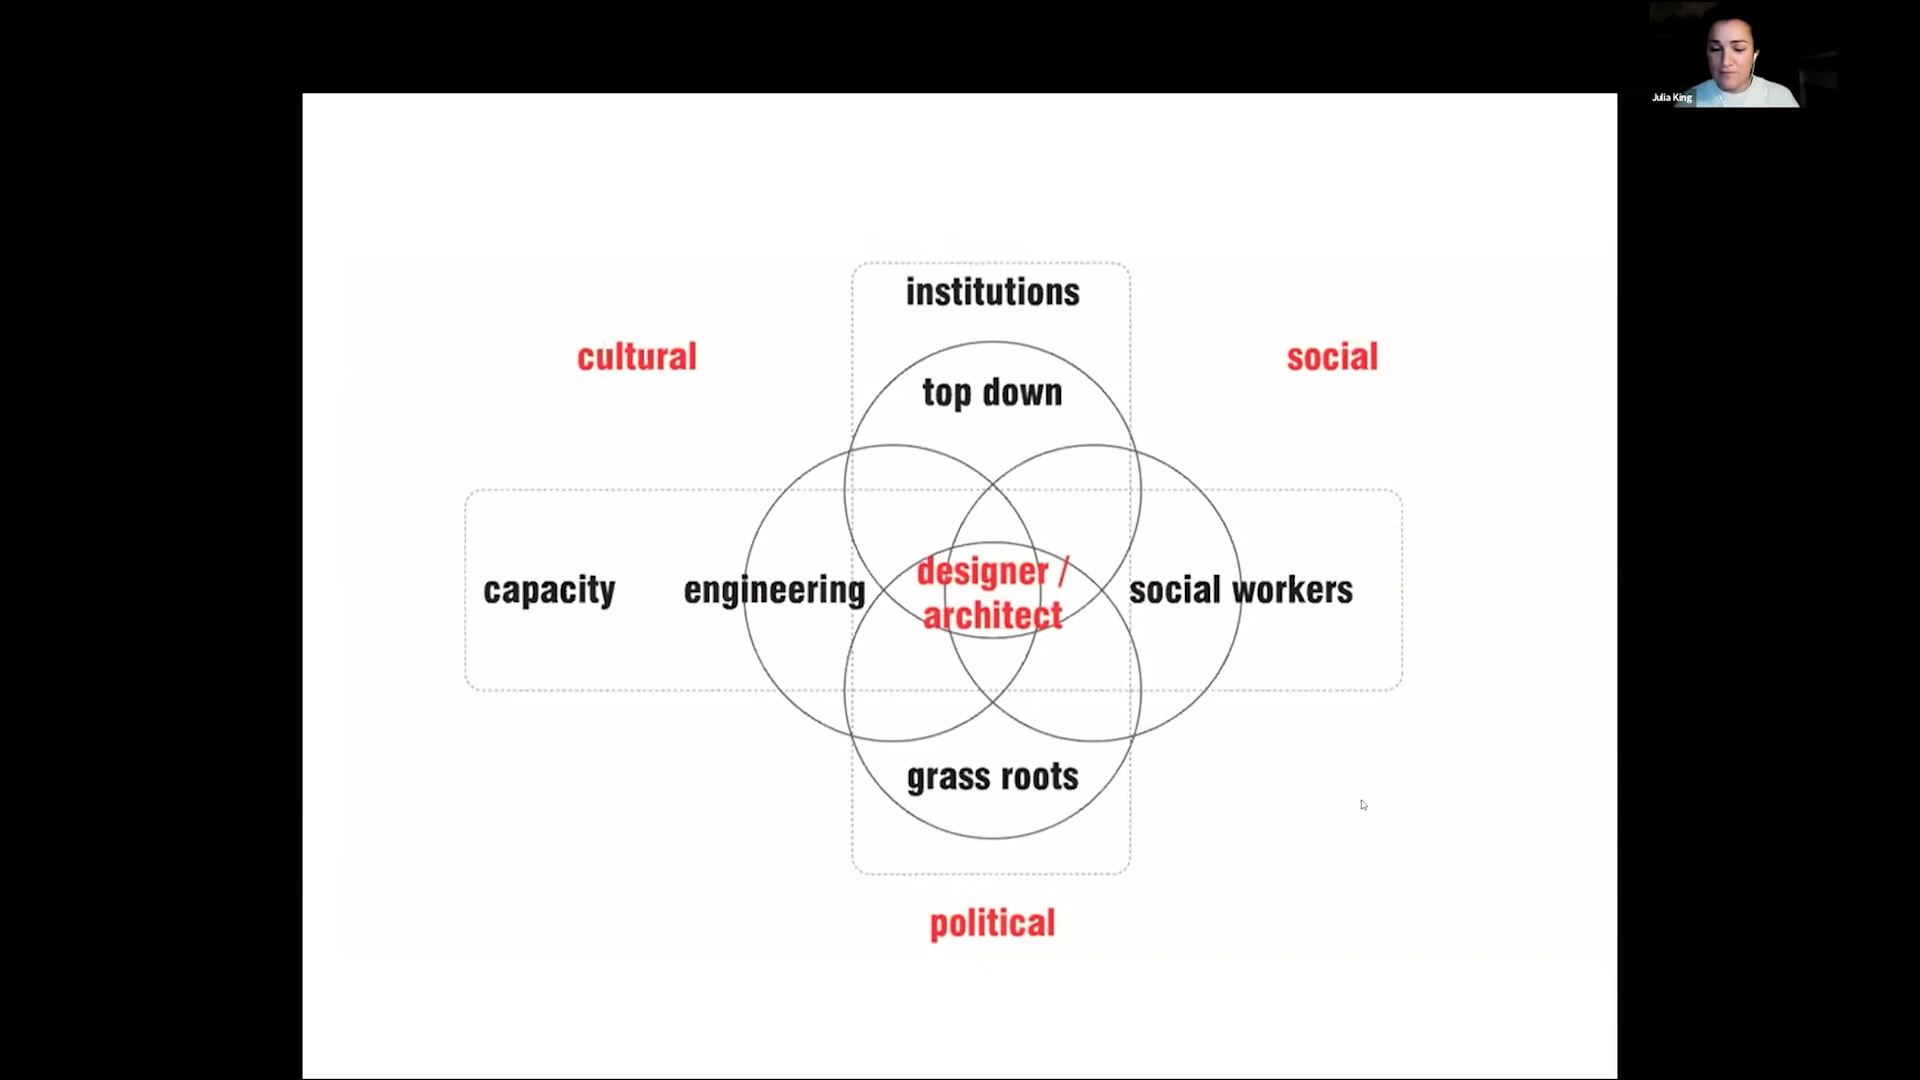 Julia King
institutions
cultural
social
top down
capacity
engineering
designer /
architect
social workers
grass roots
political